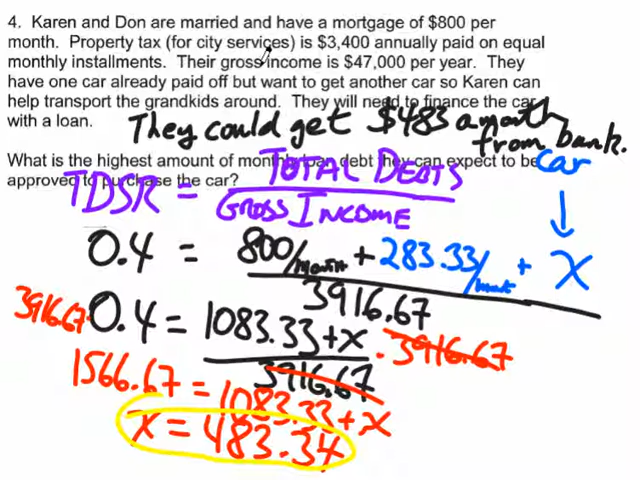 4. Karen and Don are married and have a mortgage of $800 per
month. Property tax (for city services) is $3,400 annually paid on equal
monthly installments. Their gross income is $47,000 per year. They
have one car already paid off but want to get another car so Karen can
help transport the grandkids around. They will need to finance the car
with a loan.
They could get $483 a month
from bank.
What is the highest amount of monthly loan debt they can expect to be
approved to purchase the car?
car
TDSR = TOTAL DEBTS
GROSS INCOME
0.4 = 800/month + 283.33/month + x
3916.67
3916.67 · 0.4 = 1083.33 + x · 3916.67
3916.67
1566.67 = 1083.33 + x
x = 483.34